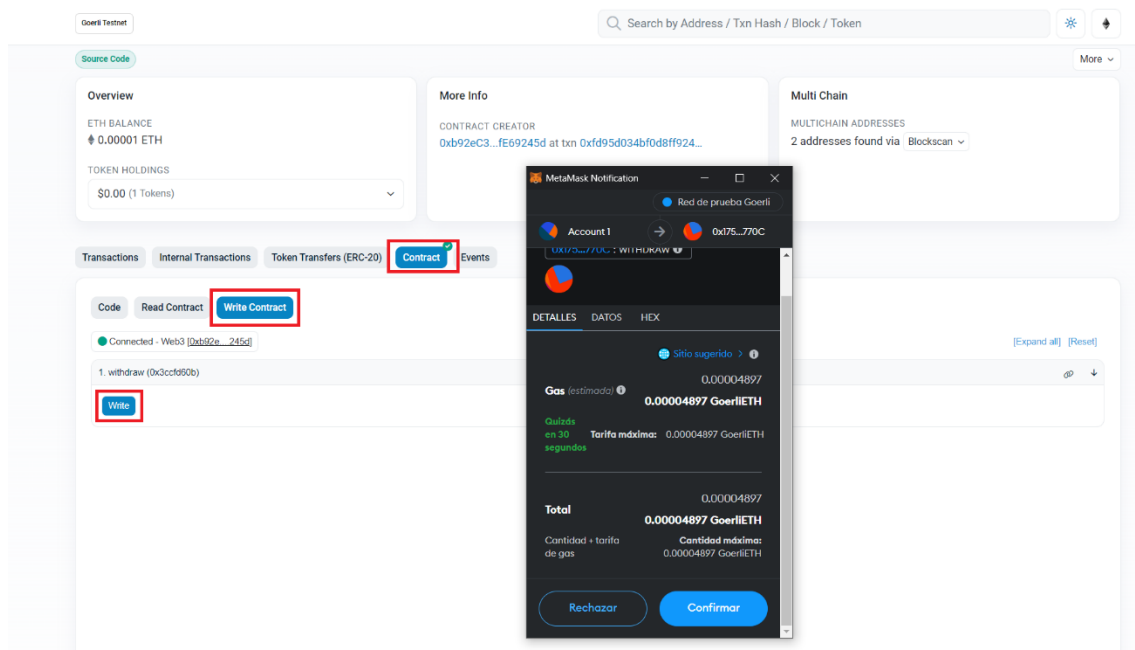 Goerli Testnet
Search by Address / Txn Hash / Block / Token
Source Code
More
Overview
ETH BALANCE
0.00001 ETH
TOKEN HOLDINGS
$0.00 (1 Tokens)
More Info
CONTRACT CREATOR
0xb92eC3...fE69245d at txn 0xfd95d034bf0d8ff924...
Multi Chain
MULTICHAIN ADDRESSES
2 addresses found via Blockscan
Transactions Internal Transactions Token Transfers (ERC-20) Contract Events
Code Read Contract Write Contract
Connected - Web3 [0xb92e....245d]
[Expand all] [Reset]
1. withdraw (0x3ccfd60b)
Write
MetaMask Notification
Red de prueba Goerli
Account 1
0x175...770C
0x175...770C : WITHDRAW
DETALLES DATOS HEX
Sitio sugerido >
0.00004897
Gas (estimada) 0.00004897 GoerliETH
Quizás en 30 segundos
Tarifa máxima: 0.00004897 GoerliETH
0.00004897
Total
0.00004897 GoerliETH
Cantidad + tarifa de gas
Cantidad máxima:
0.00004897 GoerliETH
Rechazar Confirmar